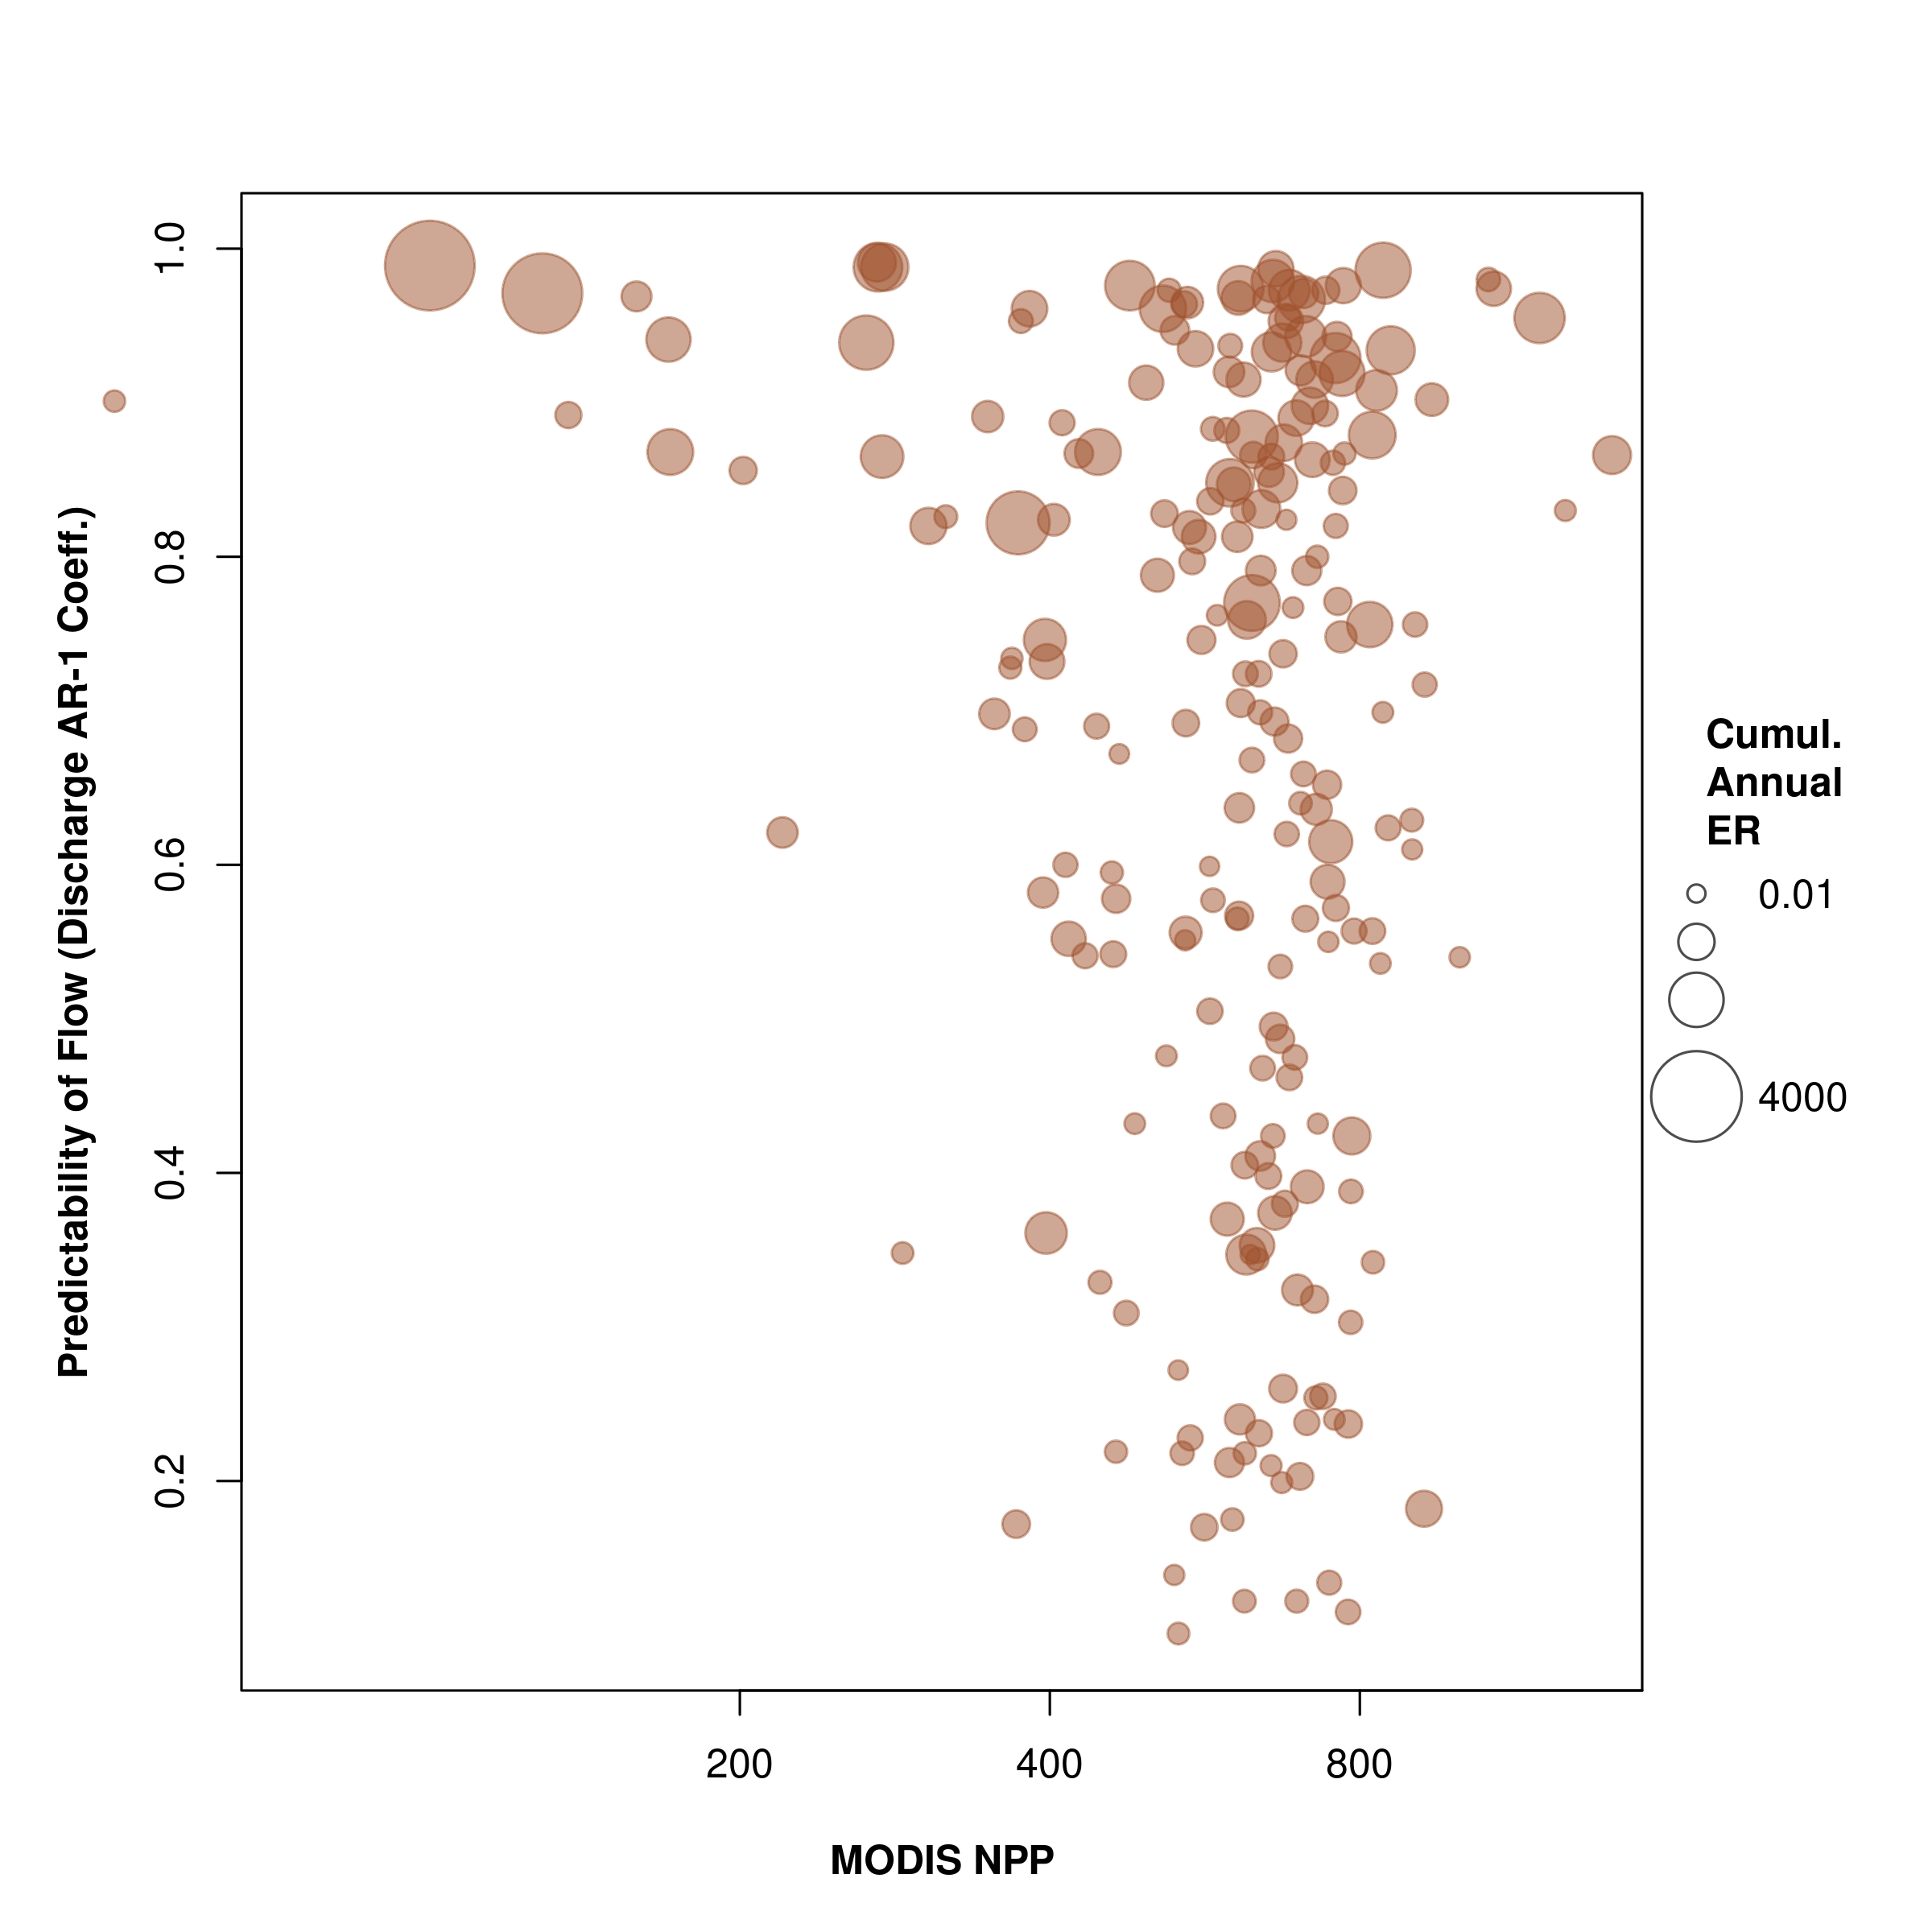 Predictability of Flow (Discharge AR-1 Coeff.)
1.0
0.8
0.6
0.4
0.2
200
400
800
MODIS NPP
Cumul.
Annual
ER
0.01
4000